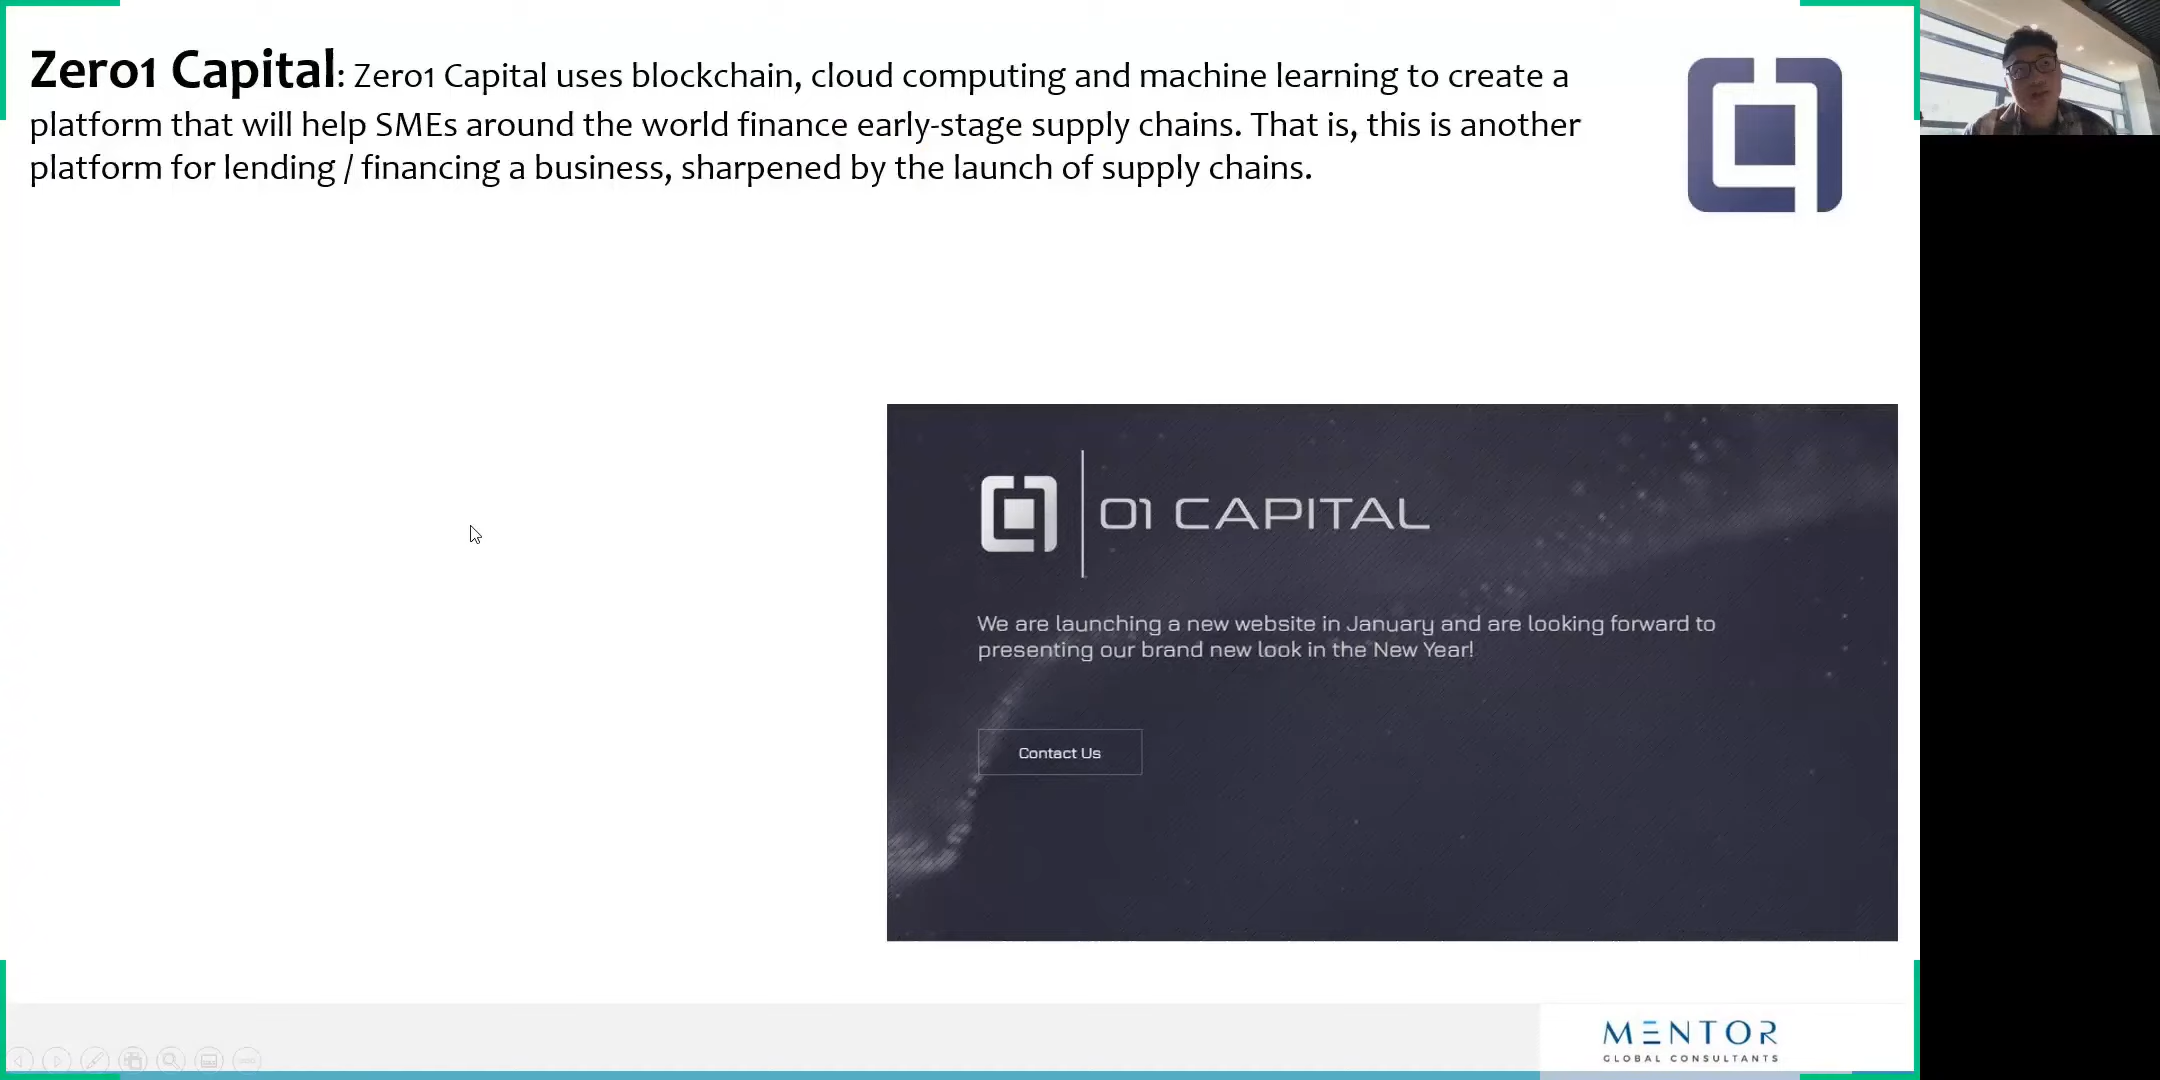 Zero1 Capital: Zero1 Capital uses blockchain, cloud computing and machine learning to create a
platform that will help SMEs around the world finance early-stage supply chains. That is, this is another
platform for lending / financing a business, sharpened by the launch of supply chains.
01 CAPITAL
We are launching a new website in January and are looking forward to
presenting our brand new look in the New Year!
Contact Us
MENTOR
GLOBAL CONSULTANTS